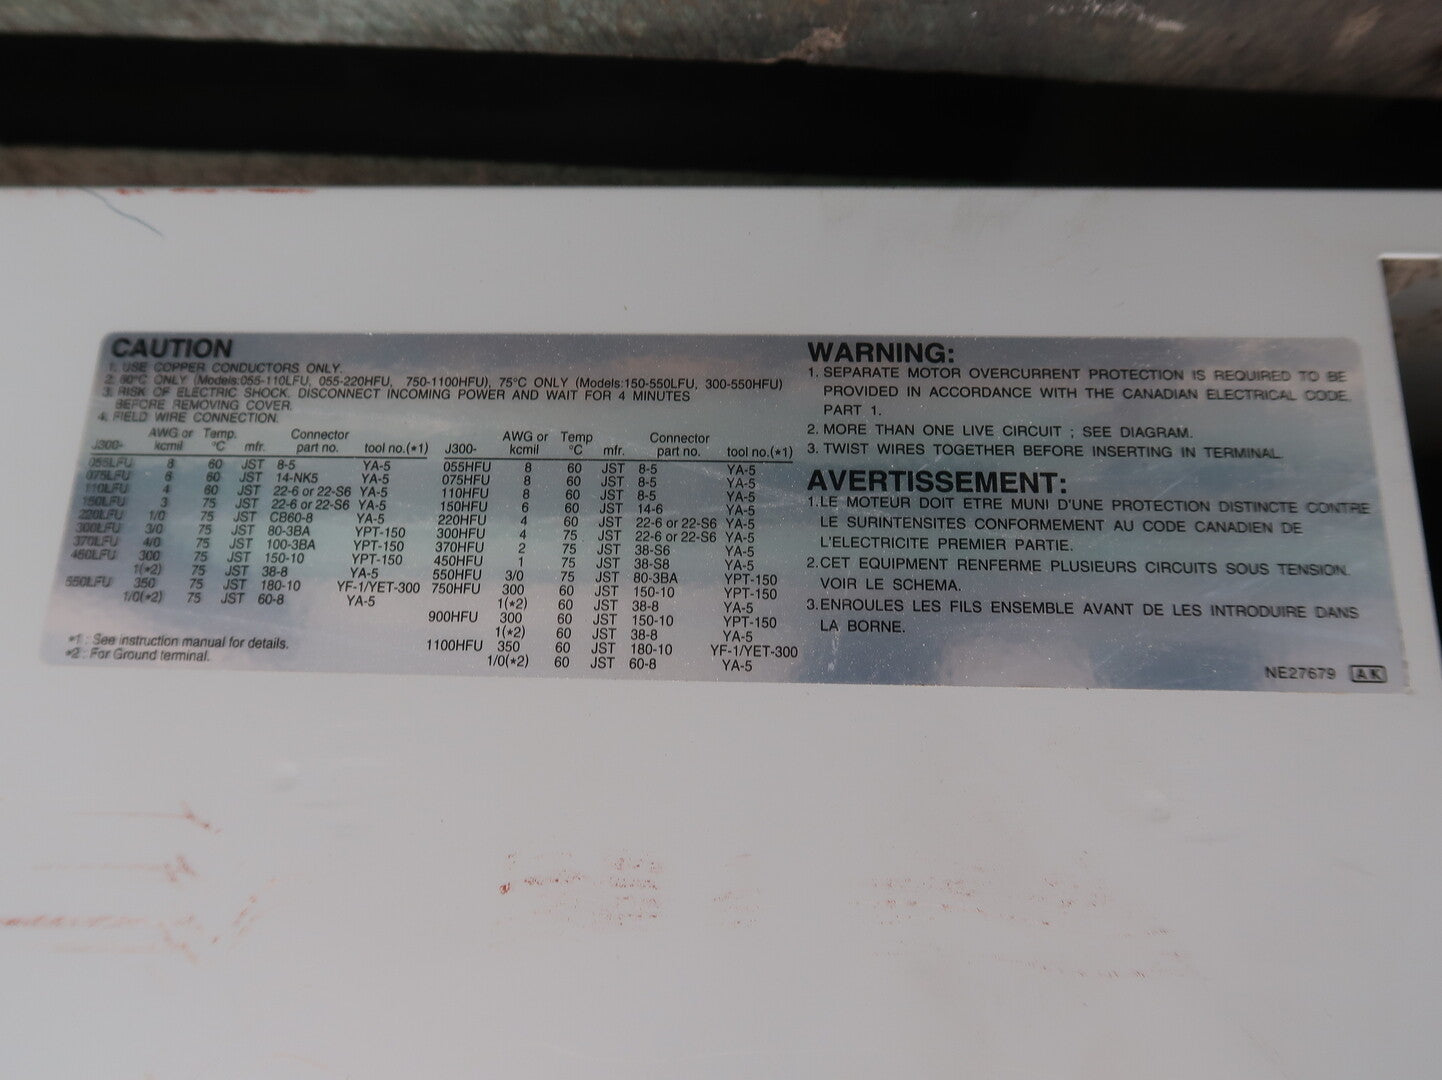 CAUTION
1. USE COPPER CONDUCTORS ONLY.
2. 60°C ONLY (Models:055-110LFU, 055-220HFU, 750-1100HFU), 75°C ONLY (Models:150-550LFU, 300-550HFU)
3. RISK OF ELECTRIC SHOCK. DISCONNECT INCOMING POWER AND WAIT FOR 4 MINUTES
BEFORE REMOVING COVER.
4. FIELD WIRE CONNECTION.
J300- AWG or kcmil Temp. °C mfr. Connector part no. tool no.(*1)
055LFU 8 60 JST 8-5 YA-5
075LFU 6 60 JST 14-NK5 YA-5
110LFU 4 60 JST 22-6 or 22-S6 YA-5
150LFU 3 75 JST 22-6 or 22-S6 YA-5
220LFU 1/0 75 JST CB60-8 YA-5
300LFU 3/0 75 JST 80-3BA YPT-150
370LFU 4/0 75 JST 100-3BA YPT-150
450LFU 300 75 JST 150-10 YPT-150
1(*2) 75 JST 38-8 YA-5
550LFU 350 75 JST 180-10 YF-1/YET-300
1/0(*2) 75 JST 60-8 YA-5
*1 : See instruction manual for details.
*2 : For Ground terminal.
J300- AWG or kcmil Temp °C mfr. Connector part no. tool no.(*1)
055HFU 8 60 JST 8-5 YA-5
075HFU 8 60 JST 8-5 YA-5
110HFU 8 60 JST 8-5 YA-5
150HFU 6 60 JST 14-6 YA-5
220HFU 4 60 JST 22-6 or 22-S6 YA-5
300HFU 4 75 JST 22-6 or 22-S6 YA-5
370HFU 2 75 JST 38-S6 YA-5
450HFU 1 75 JST 38-S8 YA-5
550HFU 3/0 75 JST 80-3BA YPT-150
750HFU 300 60 JST 150-10 YPT-150
1(*2) 60 JST 38-8 YA-5
900HFU 300 60 JST 150-10 YPT-150
1(*2) 60 JST 38-8 YA-5
1100HFU 350 60 JST 180-10 YF-1/YET-300
1/0(*2) 60 JST 60-8 YA-5
WARNING:
1. SEPARATE MOTOR OVERCURRENT PROTECTION IS REQUIRED TO BE
PROVIDED IN ACCORDANCE WITH THE CANADIAN ELECTRICAL CODE,
PART 1.
2. MORE THAN ONE LIVE CIRCUIT ; SEE DIAGRAM.
3. TWIST WIRES TOGETHER BEFORE INSERTING IN TERMINAL.
AVERTISSEMENT:
1.LE MOTEUR DOIT ETRE MUNI D'UNE PROTECTION DISTINCTE CONTRE
LE SURINTENSITES CONFORMEMENT AU CODE CANADIEN DE
L'ELECTRICITE PREMIER PARTIE.
2.CET EQUIPMENT RENFERME PLUSIEURS CIRCUITS SOUS TENSION.
VOIR LE SCHEMA.
3.ENROULES LES FILS ENSEMBLE AVANT DE LES INTRODUIRE DANS
LA BORNE.
NE27679 AK